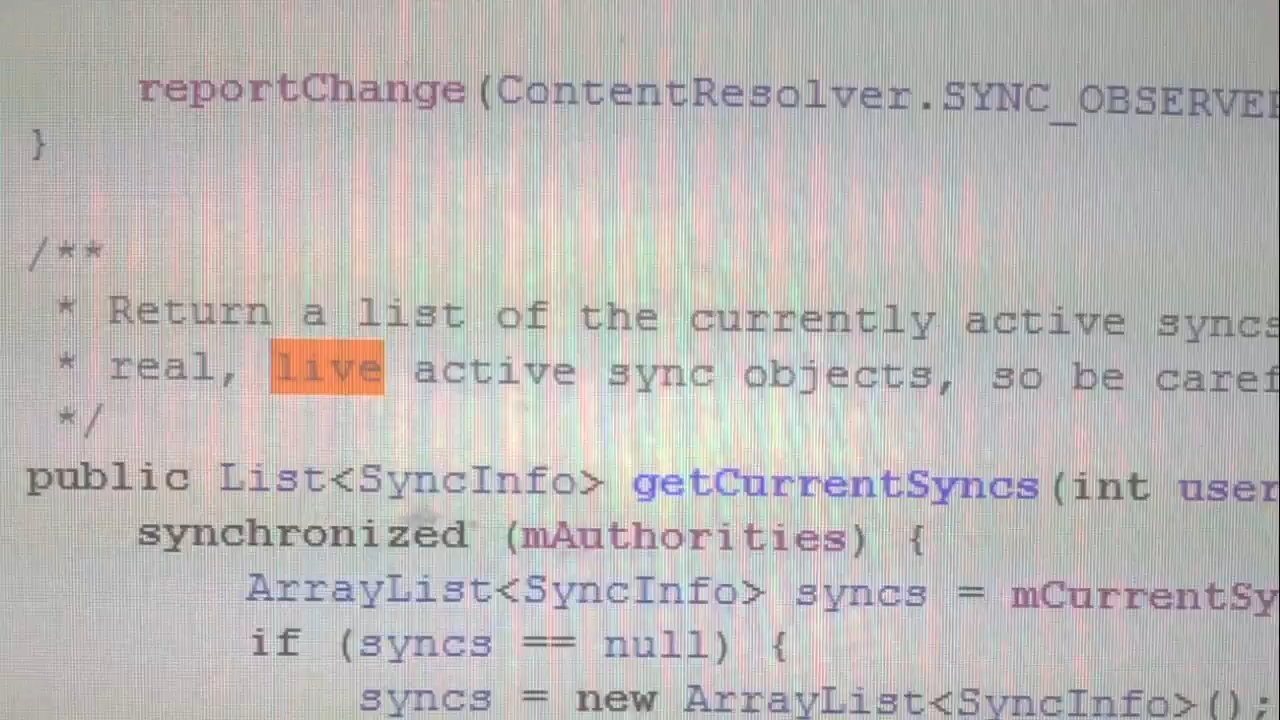 reportChange(ContentResolver.SYNC_OBSERVER
}
/**
* Return a list of the currently active syncs
* real, live active sync objects, so be caref
*/
public List<SyncInfo> getCurrentSyncs(int user
synchronized (mAuthorities) {
ArrayList<SyncInfo> syncs = mCurrentSy
if (syncs == null) {
syncs = new ArrayList<SyncInfo>();